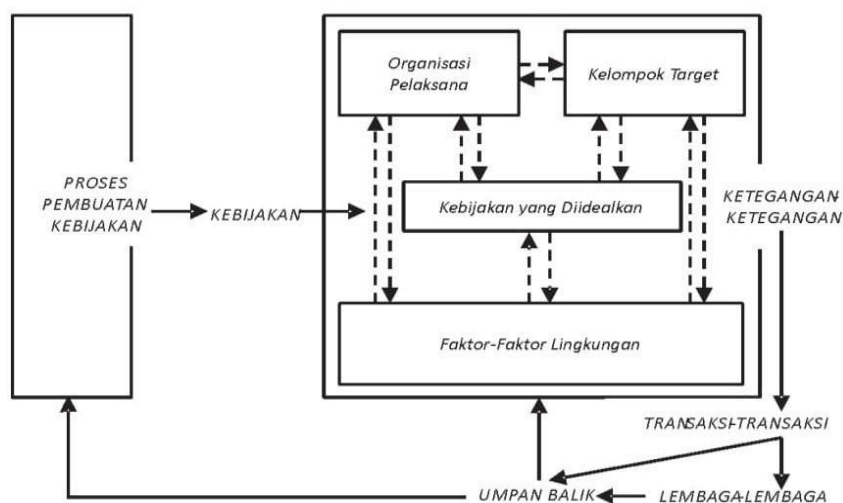 Organisasi
Pelaksana
Kelompok Target
PROSES
PEMBUATAN
KEBIJAKAN
KEBIJAKAN
Kebijakan yang Diidealkan
KETEGANGAN-
KETEGANGAN
Faktor-Faktor Lingkungan
TRANSAKSI-TRANSAKSI
UMPAN BALIK
LEMBAGA-LEMBAGA